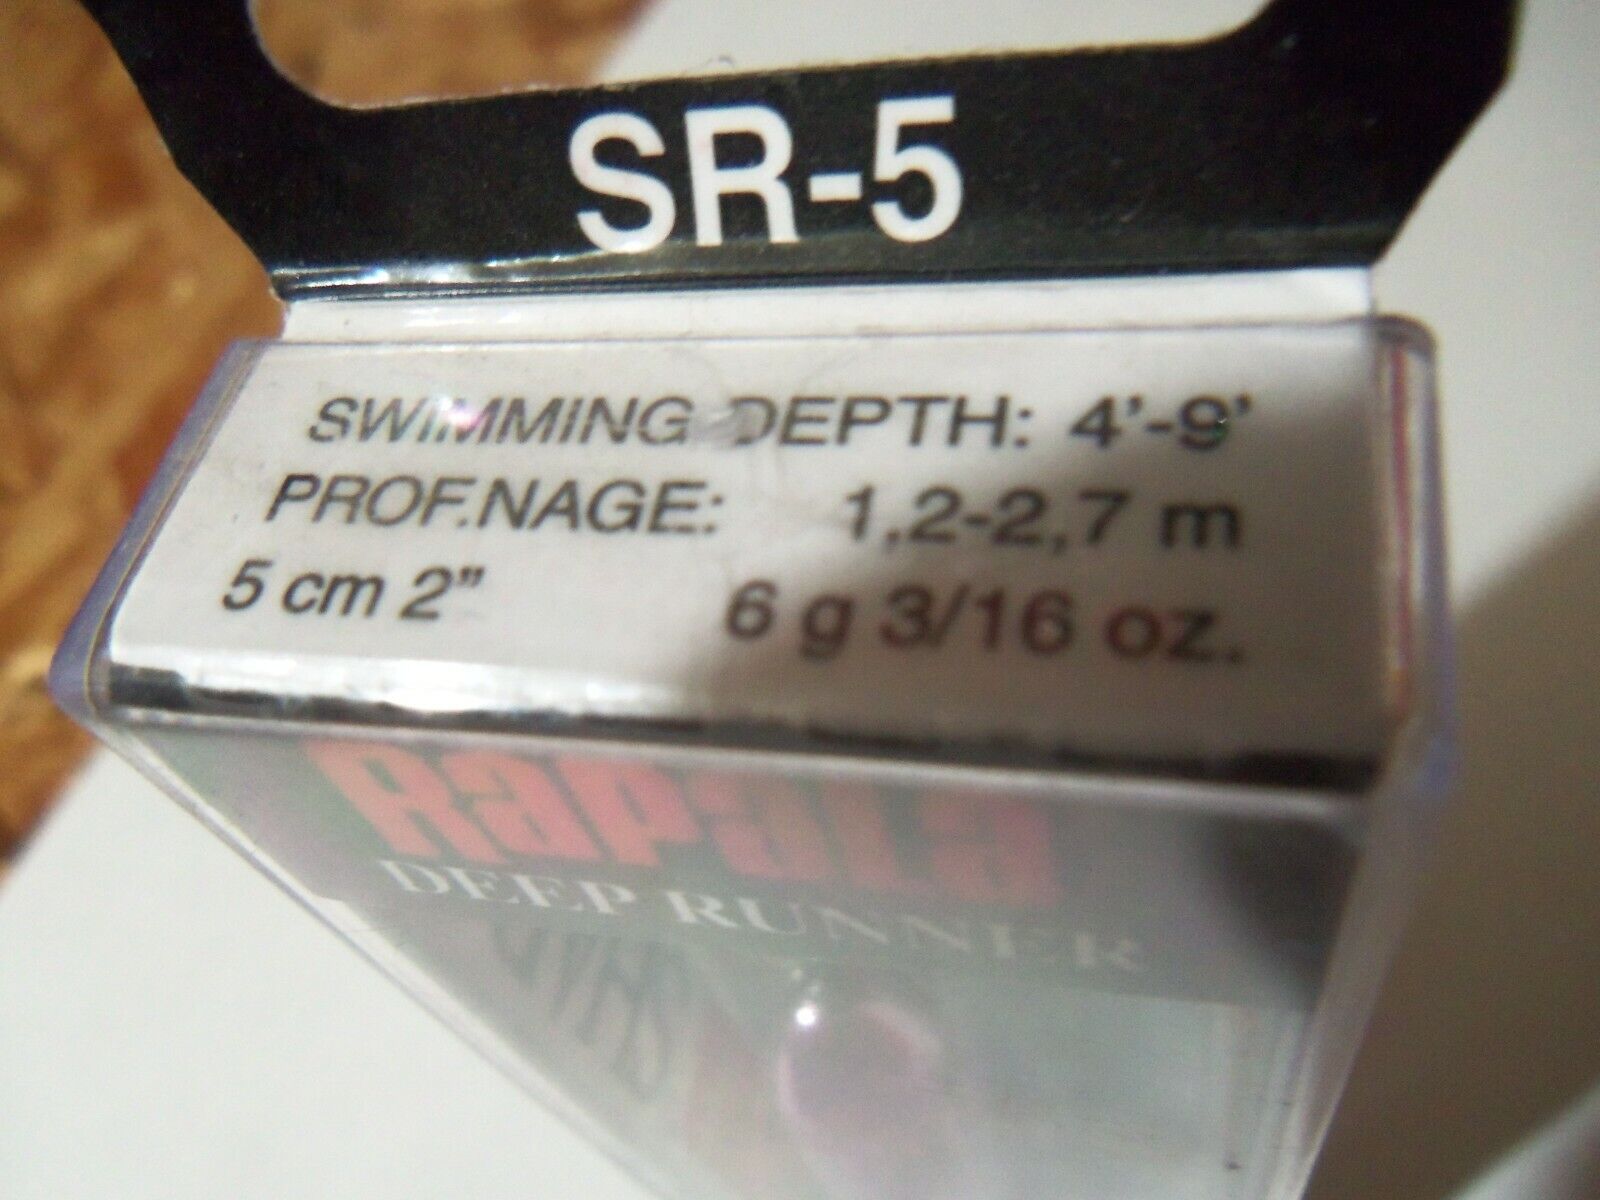 SR-5
SWIMMING DEPTH: 4'-9'
PROF.NAGE: 1,2-2,7 m
5 cm 2" 6 g 3/16 oz.
Rapala
DEEP RUNNER